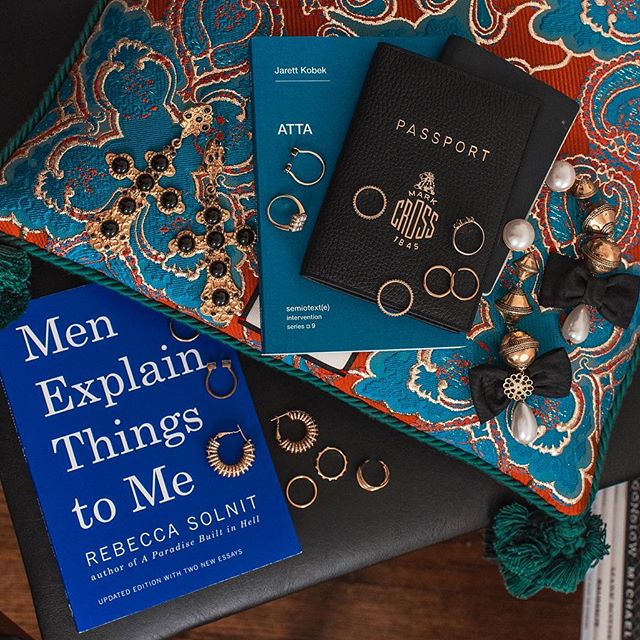 Jarett Kobek
ATTA
semiotext(e)
intervention
series ◘ 9
PASSPORT
MARK
CROSS
1845
Men
Explain
Things
to Me
REBECCA SOLNIT
author of A Paradise Built in Hell
UPDATED EDITION WITH TWO NEW ESSAYS